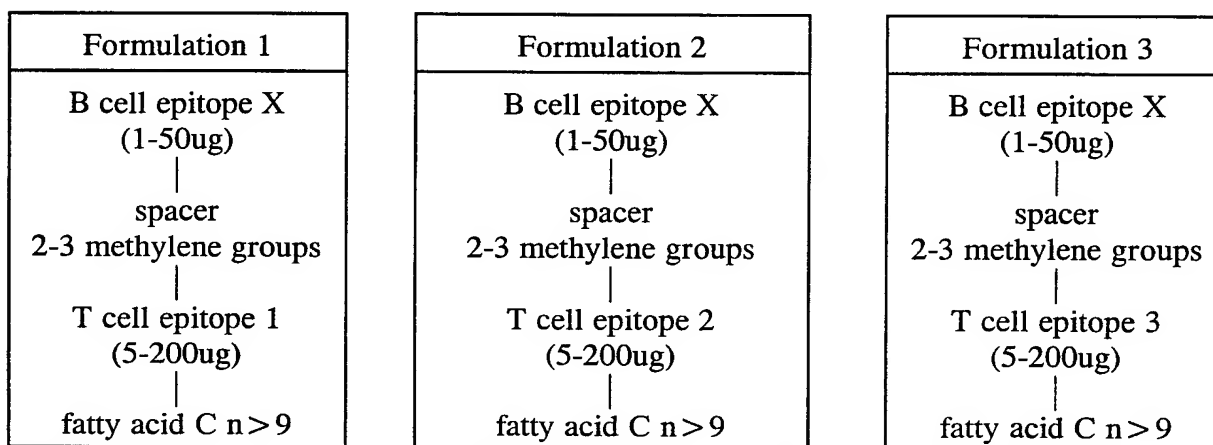 Formulation 1
B cell epitope X
(1-50ug)
spacer
2-3 methylene groups
T cell epitope 1
(5-200ug)
fatty acid C n>9
Formulation 2
B cell epitope X
(1-50ug)
spacer
2-3 methylene groups
T cell epitope 2
(5-200ug)
fatty acid C n>9
Formulation 3
B cell epitope X
(1-50ug)
spacer
2-3 methylene groups
T cell epitope 3
(5-200ug)
fatty acid C n>9